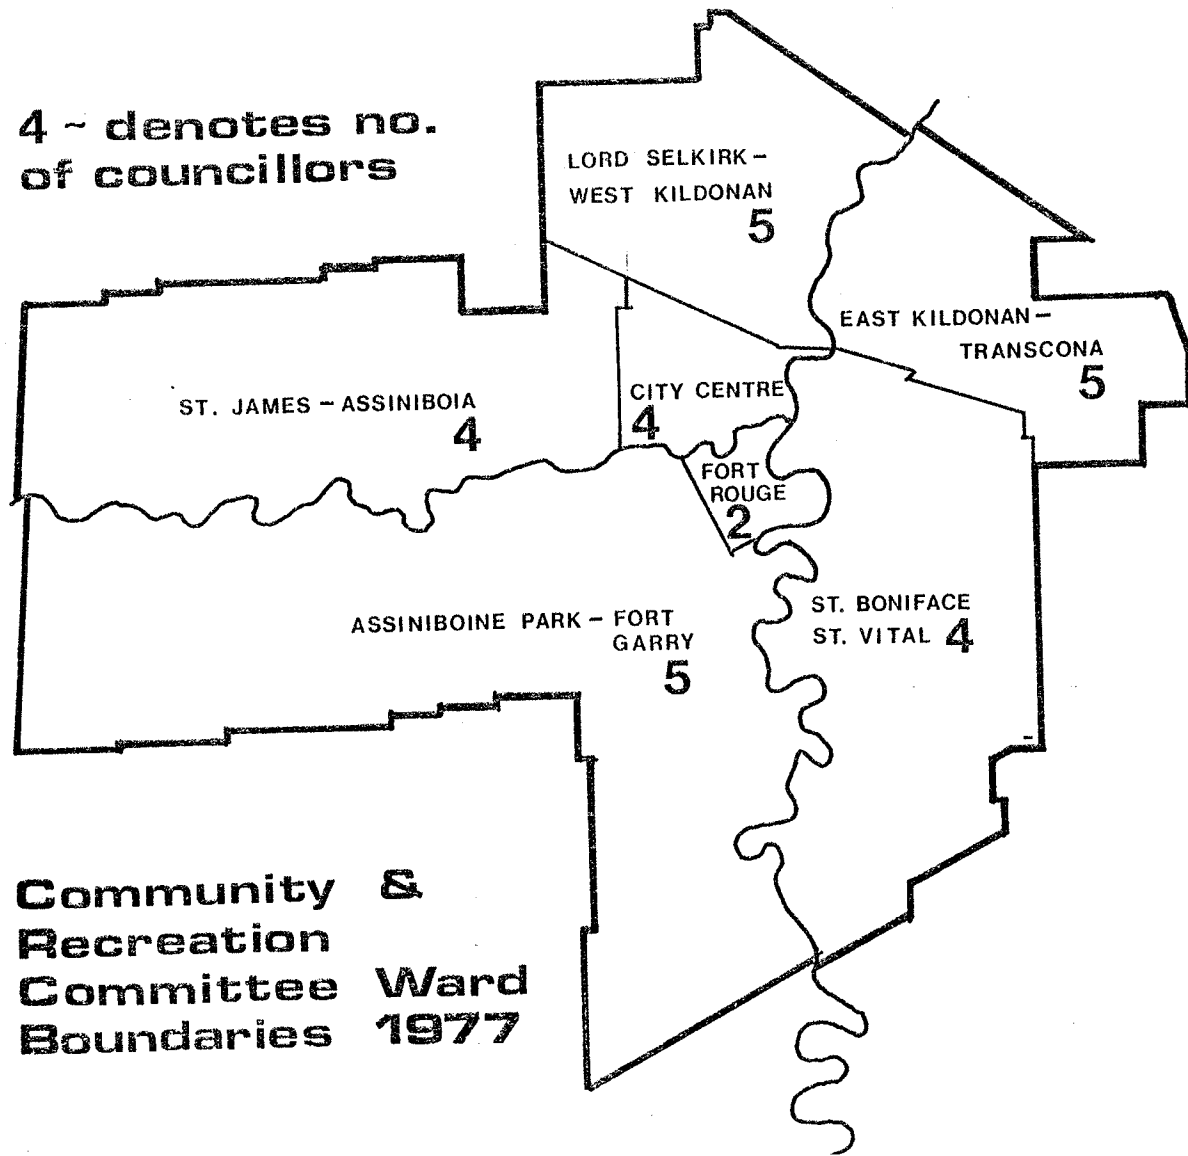 4 ~ denotes no.
of councillors
LORD SELKIRK –
WEST KILDONAN
5
EAST KILDONAN –
TRANSCONA
5
ST. JAMES – ASSINIBOIA
4
CITY CENTRE
4
FORT
ROUGE
2
ASSINIBOINE PARK – FORT
GARRY
5
ST. BONIFACE
ST. VITAL 4
Community &
Recreation
Committee Ward
Boundaries 1977